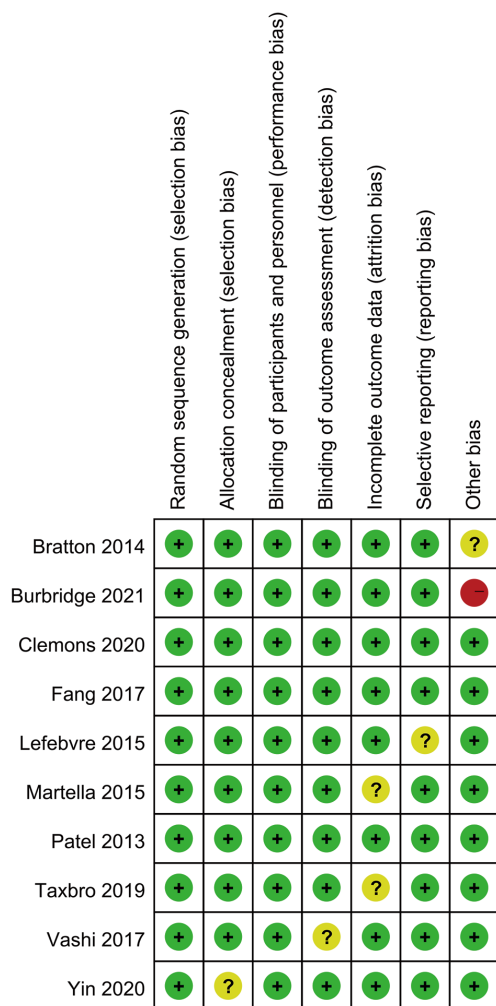 Random sequence generation (selection bias)
Allocation concealment (selection bias)
Blinding of participants and personnel (performance bias)
Blinding of outcome assessment (detection bias)
Incomplete outcome data (attrition bias)
Selective reporting (reporting bias)
Other bias
Bratton 2014 + + + + + + ?
Burbridge 2021 + + + + + + –
Clemons 2020 + + + + + + +
Fang 2017 + + + + + + +
Lefebvre 2015 + + + + + ? +
Martella 2015 + + + + ? + +
Patel 2013 + + + + + + +
Taxbro 2019 + + + + ? + +
Vashi 2017 + + + ? + + +
Yin 2020 + ? + + + + +